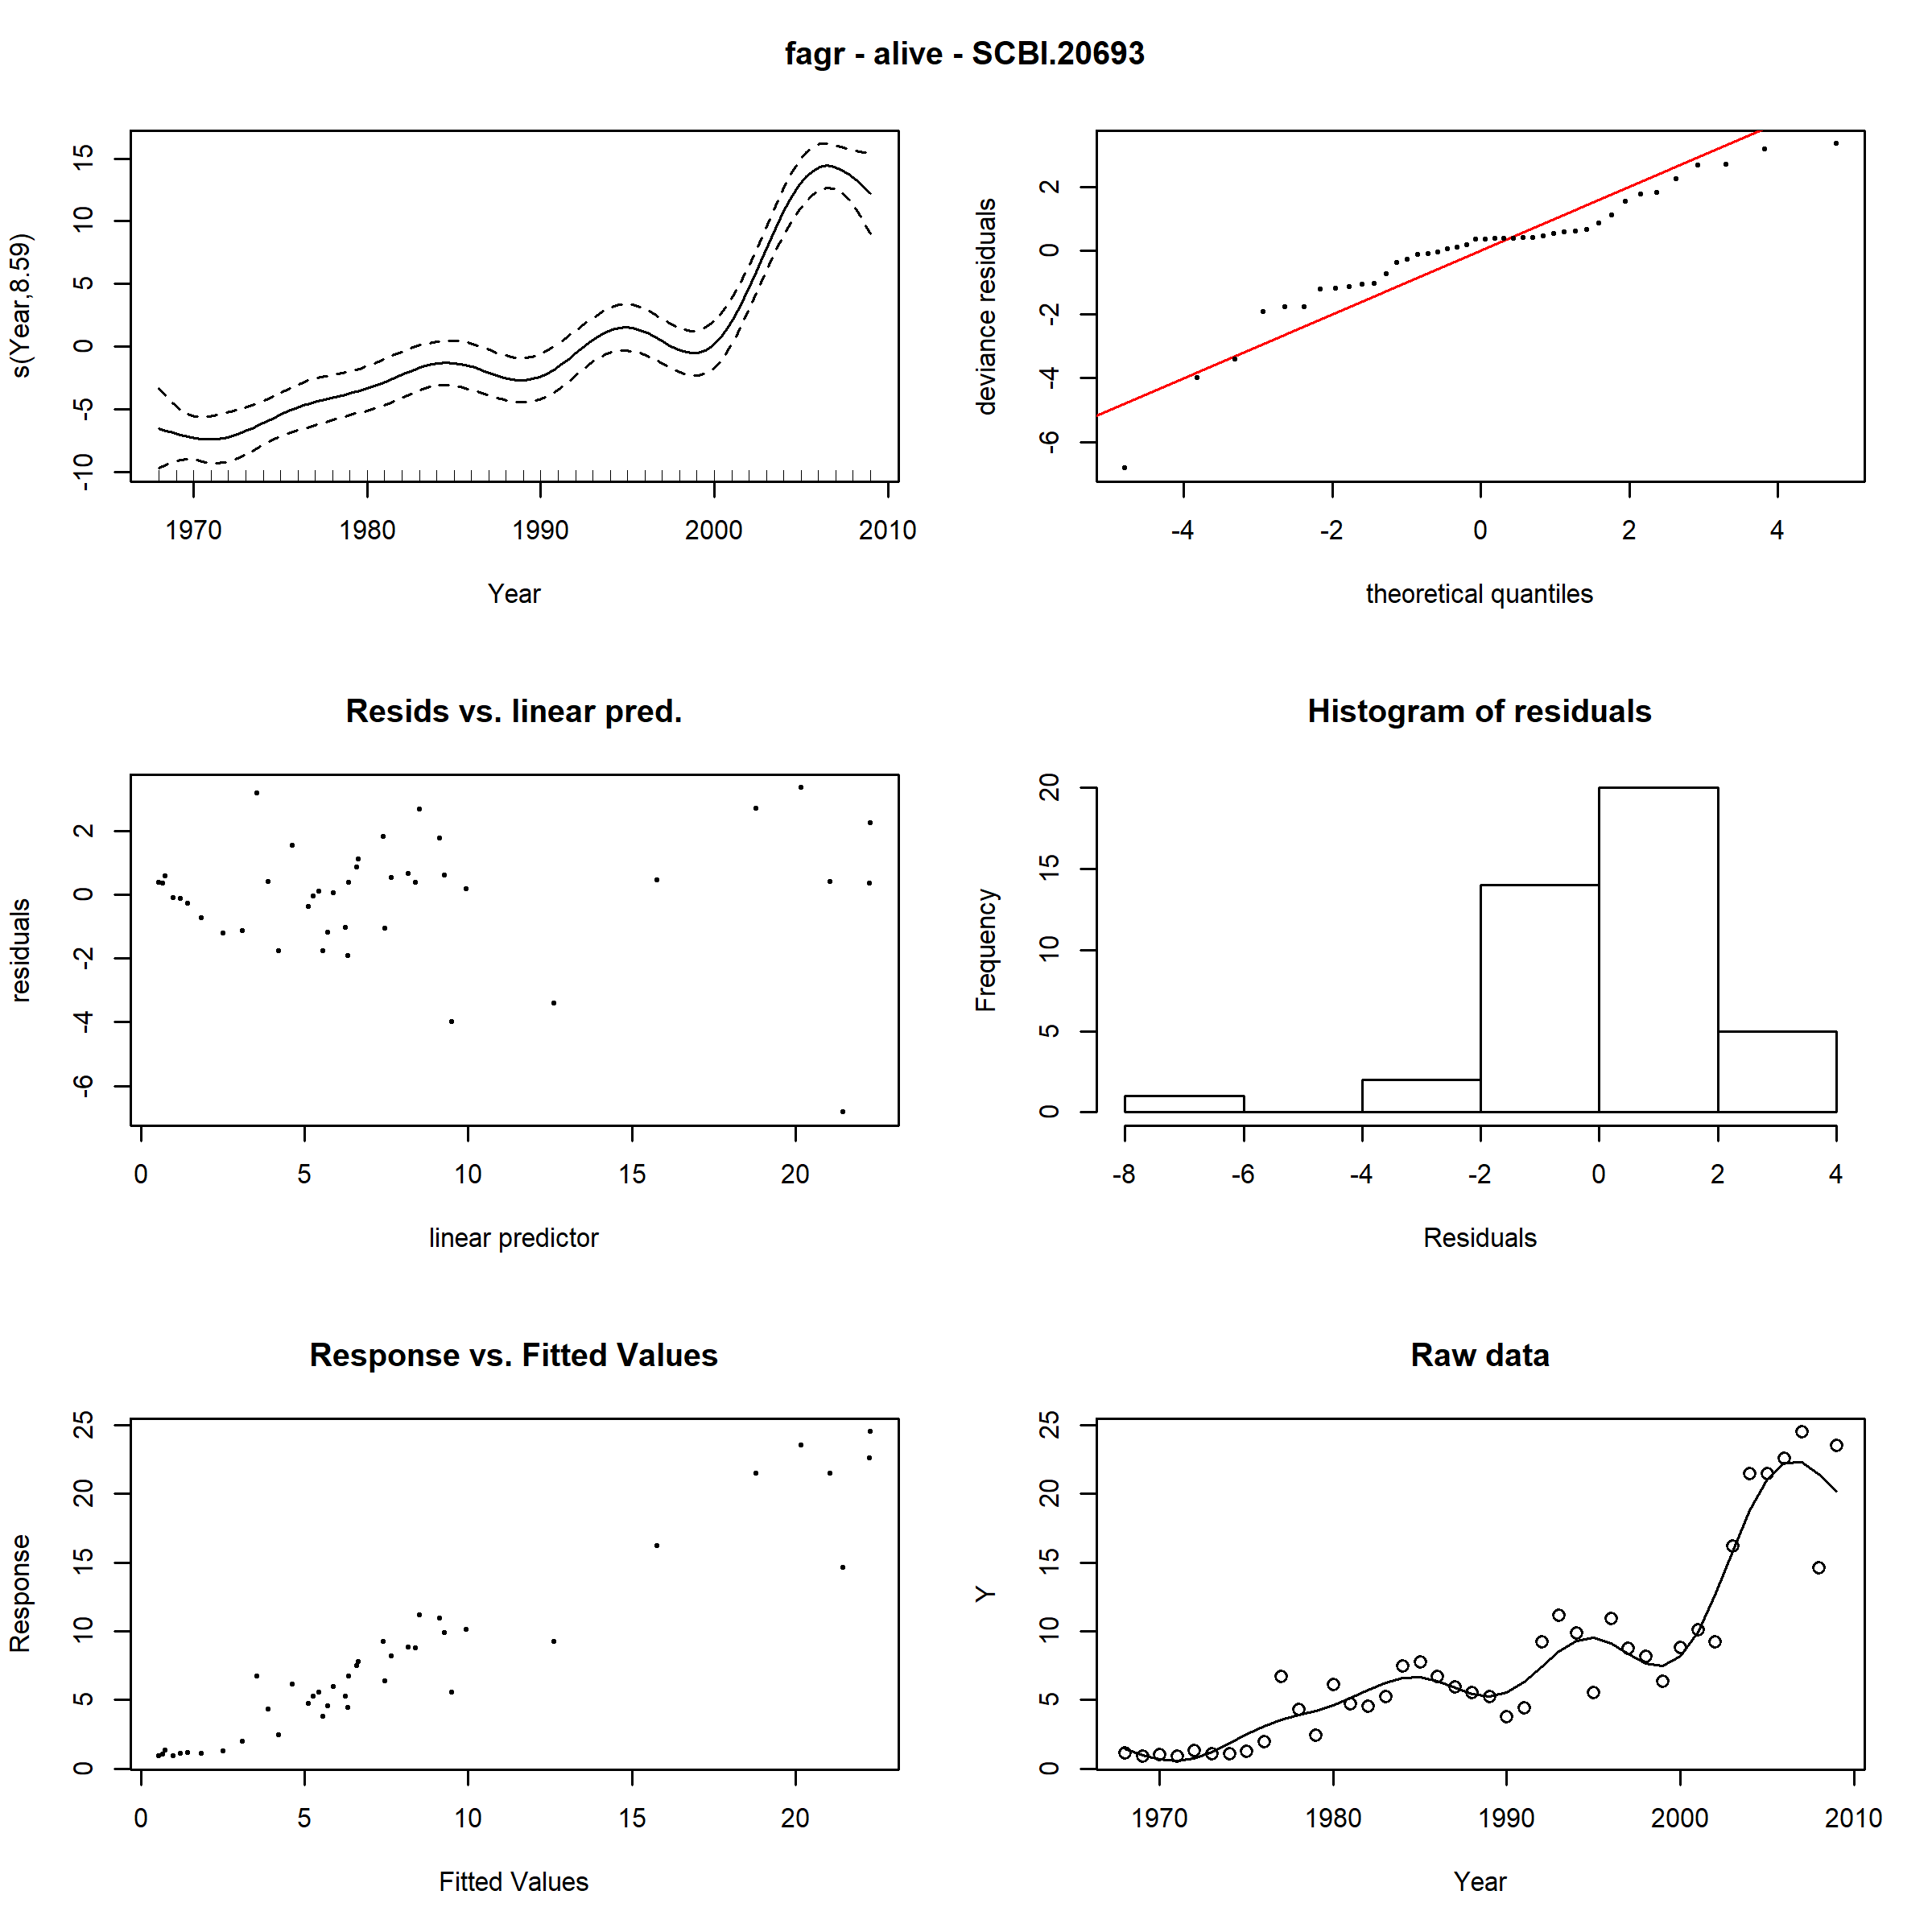 fagr - alive - SCBI.20693
s(Year,8.59)
-10 -5 0 5 10 15
1970 1980 1990 2000 2010
Year
deviance residuals
-6 -4 -2 0 2
-4 -2 0 2 4
theoretical quantiles
Resids vs. linear pred.
residuals
-6 -4 -2 0 2
0 5 10 15 20
linear predictor
Histogram of residuals
Frequency
0 5 10 15 20
-8 -6 -4 -2 0 2 4
Residuals
Response vs. Fitted Values
Response
0 5 10 15 20 25
0 5 10 15 20
Fitted Values
Raw data
Y
0 5 10 15 20 25
1970 1980 1990 2000 2010
Year